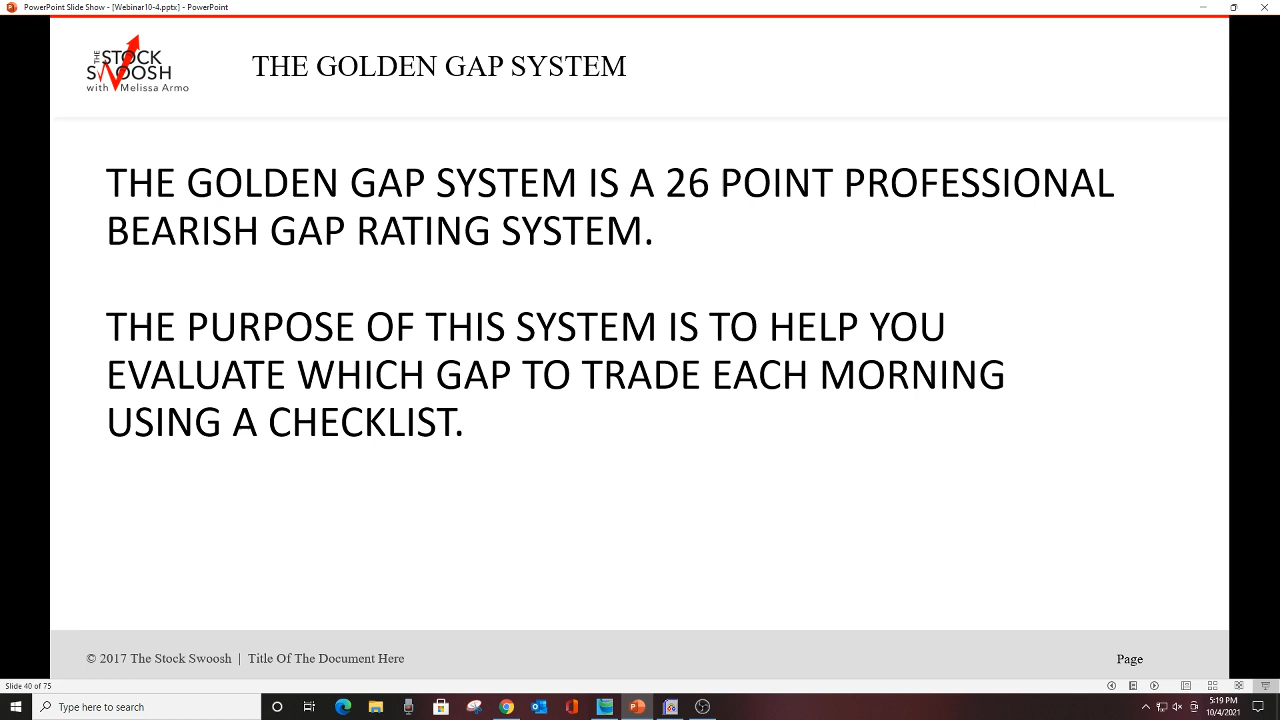 PowerPoint Slide Show - [Webinar10-4.pptx] - PowerPoint
THE
STOCK
SWOOSH
with Melissa Armo
THE GOLDEN GAP SYSTEM
THE GOLDEN GAP SYSTEM IS A 26 POINT PROFESSIONAL
BEARISH GAP RATING SYSTEM.
THE PURPOSE OF THIS SYSTEM IS TO HELP YOU
EVALUATE WHICH GAP TO TRADE EACH MORNING
USING A CHECKLIST.
© 2017 The Stock Swoosh | Title Of The Document Here
Page
Slide 40 of 75
Type here to search
5:19 PM
10/4/2021